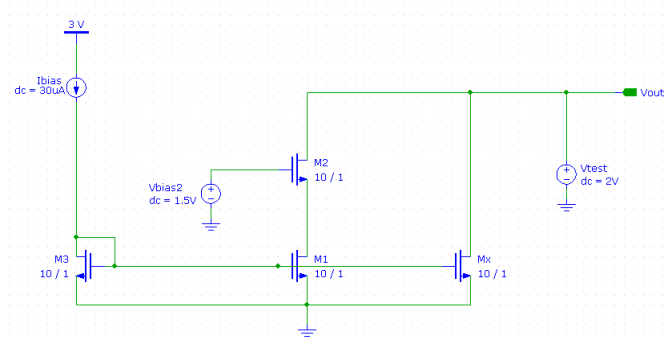 3 V
Ibias
dc = 30uA
Vout
M2
10 / 1
Vbias2
dc = 1.5V
Vtest
dc = 2V
M3
10 / 1
M1
10 / 1
Mx
10 / 1